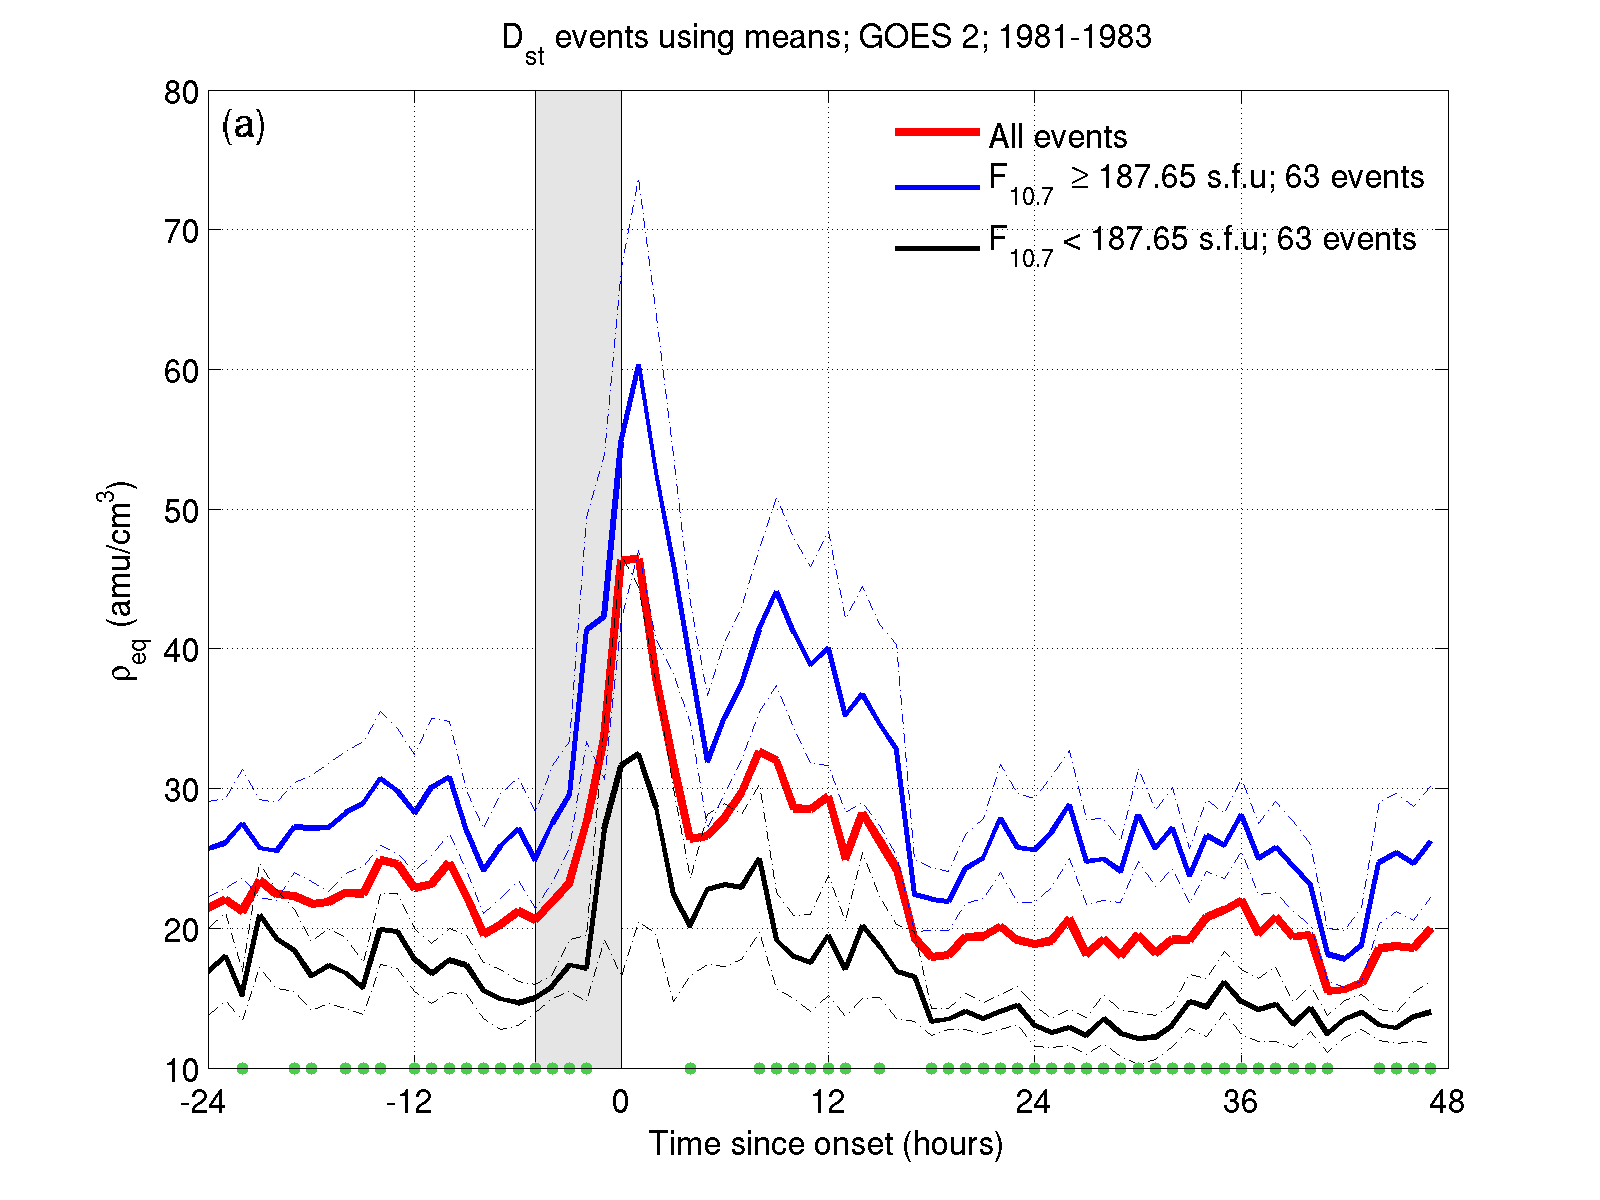 D_st events using means; GOES 2; 1981-1983
(a)
All events
F_10.7 ≥ 187.65 s.f.u; 63 events
F_10.7 < 187.65 s.f.u; 63 events
80
70
60
50
40
30
20
10
ρ_eq (amu/cm^3)
-24 -12 0 12 24 36 48
Time since onset (hours)